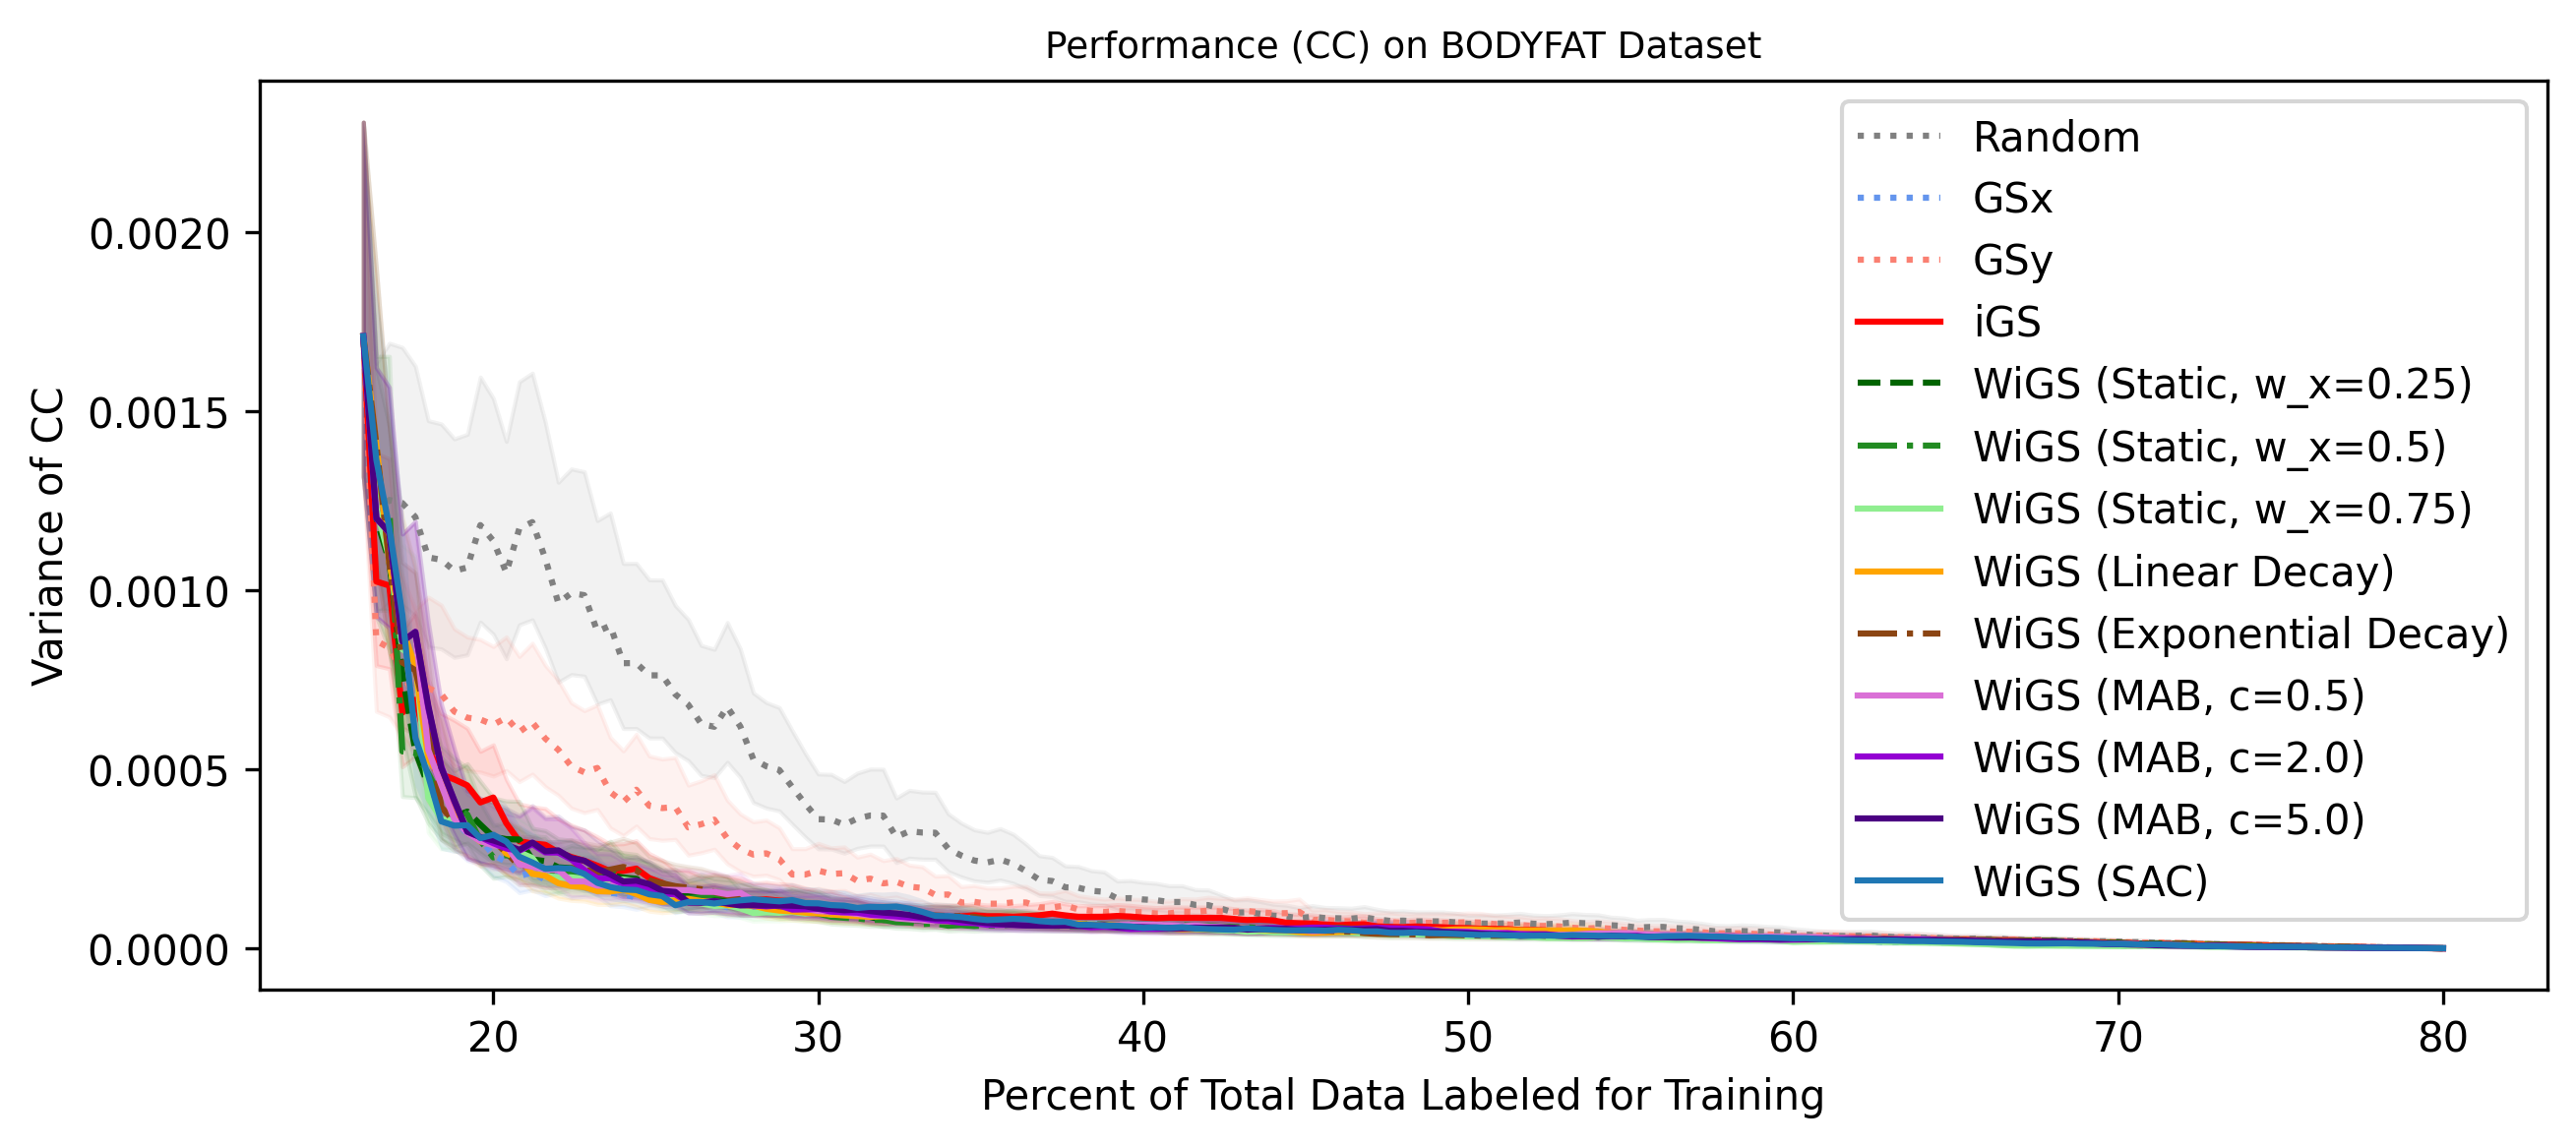 Performance (CC) on BODYFAT Dataset
Variance of CC
0.0020
0.0015
0.0010
0.0005
0.0000
20 30 40 50 60 70 80
Percent of Total Data Labeled for Training
Random
GSx
GSy
iGS
WiGS (Static, w_x=0.25)
WiGS (Static, w_x=0.5)
WiGS (Static, w_x=0.75)
WiGS (Linear Decay)
WiGS (Exponential Decay)
WiGS (MAB, c=0.5)
WiGS (MAB, c=2.0)
WiGS (MAB, c=5.0)
WiGS (SAC)